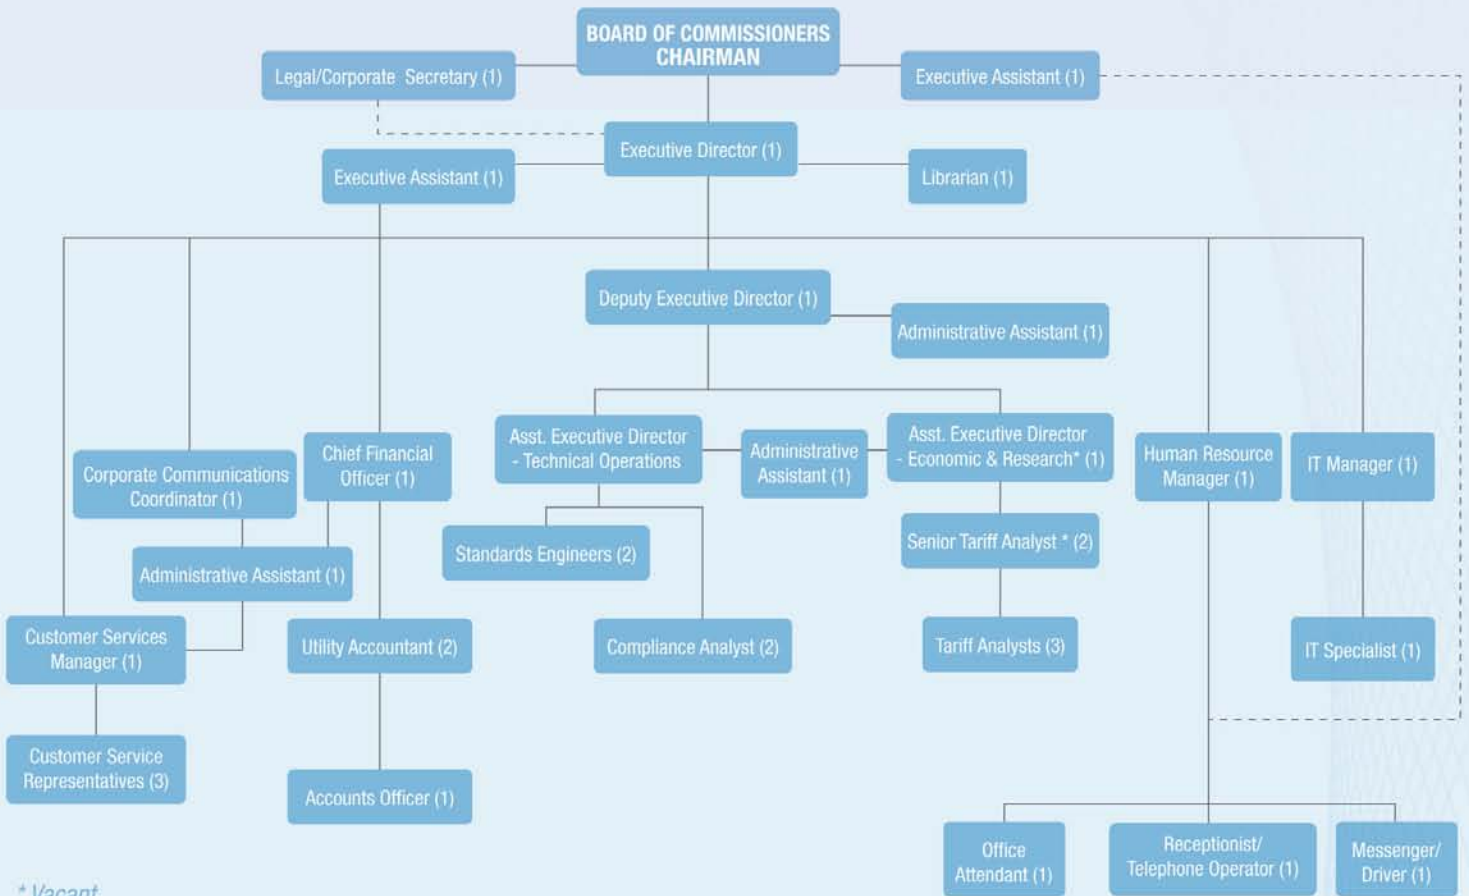 BOARD OF COMMISSIONERS
CHAIRMAN
Legal/Corporate Secretary (1)
Executive Assistant (1)
Executive Director (1)
Executive Assistant (1)
Librarian (1)
Deputy Executive Director (1)
Administrative Assistant (1)
Corporate Communications
Coordinator (1)
Chief Financial
Officer (1)
Asst. Executive Director
- Technical Operations
Administrative
Assistant (1)
Asst. Executive Director
- Economic & Research* (1)
Human Resource
Manager (1)
IT Manager (1)
Administrative Assistant (1)
Standards Engineers (2)
Senior Tariff Analyst * (2)
Customer Services
Manager (1)
Utility Accountant (2)
Compliance Analyst (2)
Tariff Analysts (3)
IT Specialist (1)
Customer Service
Representatives (3)
Accounts Officer (1)
Office
Attendant (1)
Receptionist/
Telephone Operator (1)
Messenger/
Driver (1)
* Vacant